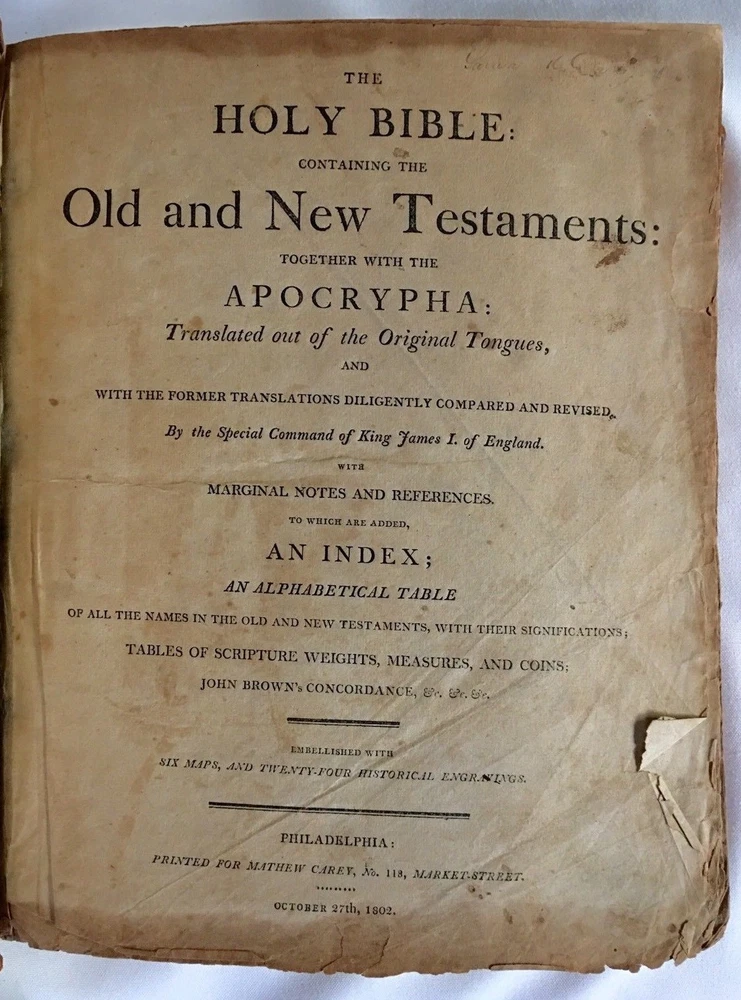 THE
HOLY BIBLE:
CONTAINING THE
Old and New Testaments:
TOGETHER WITH THE
APOCRYPHA:
Translated out of the Original Tongues,
AND
WITH THE FORMER TRANSLATIONS DILIGENTLY COMPARED AND REVISED,
By the Special Command of King James I. of England.
WITH
MARGINAL NOTES AND REFERENCES.
TO WHICH ARE ADDED,
AN INDEX;
AN ALPHABETICAL TABLE
OF ALL THE NAMES IN THE OLD AND NEW TESTAMENTS, WITH THEIR SIGNIFICATIONS;
TABLES OF SCRIPTURE WEIGHTS, MEASURES, AND COINS;
JOHN BROWN's CONCORDANCE, &c. &c. &c.
EMBELLISHED WITH
SIX MAPS, AND TWENTY-FOUR HISTORICAL ENGRAVINGS.
PHILADELPHIA:
PRINTED FOR MATHEW CAREY, No. 118, MARKET-STREET.
OCTOBER 27th, 1802.